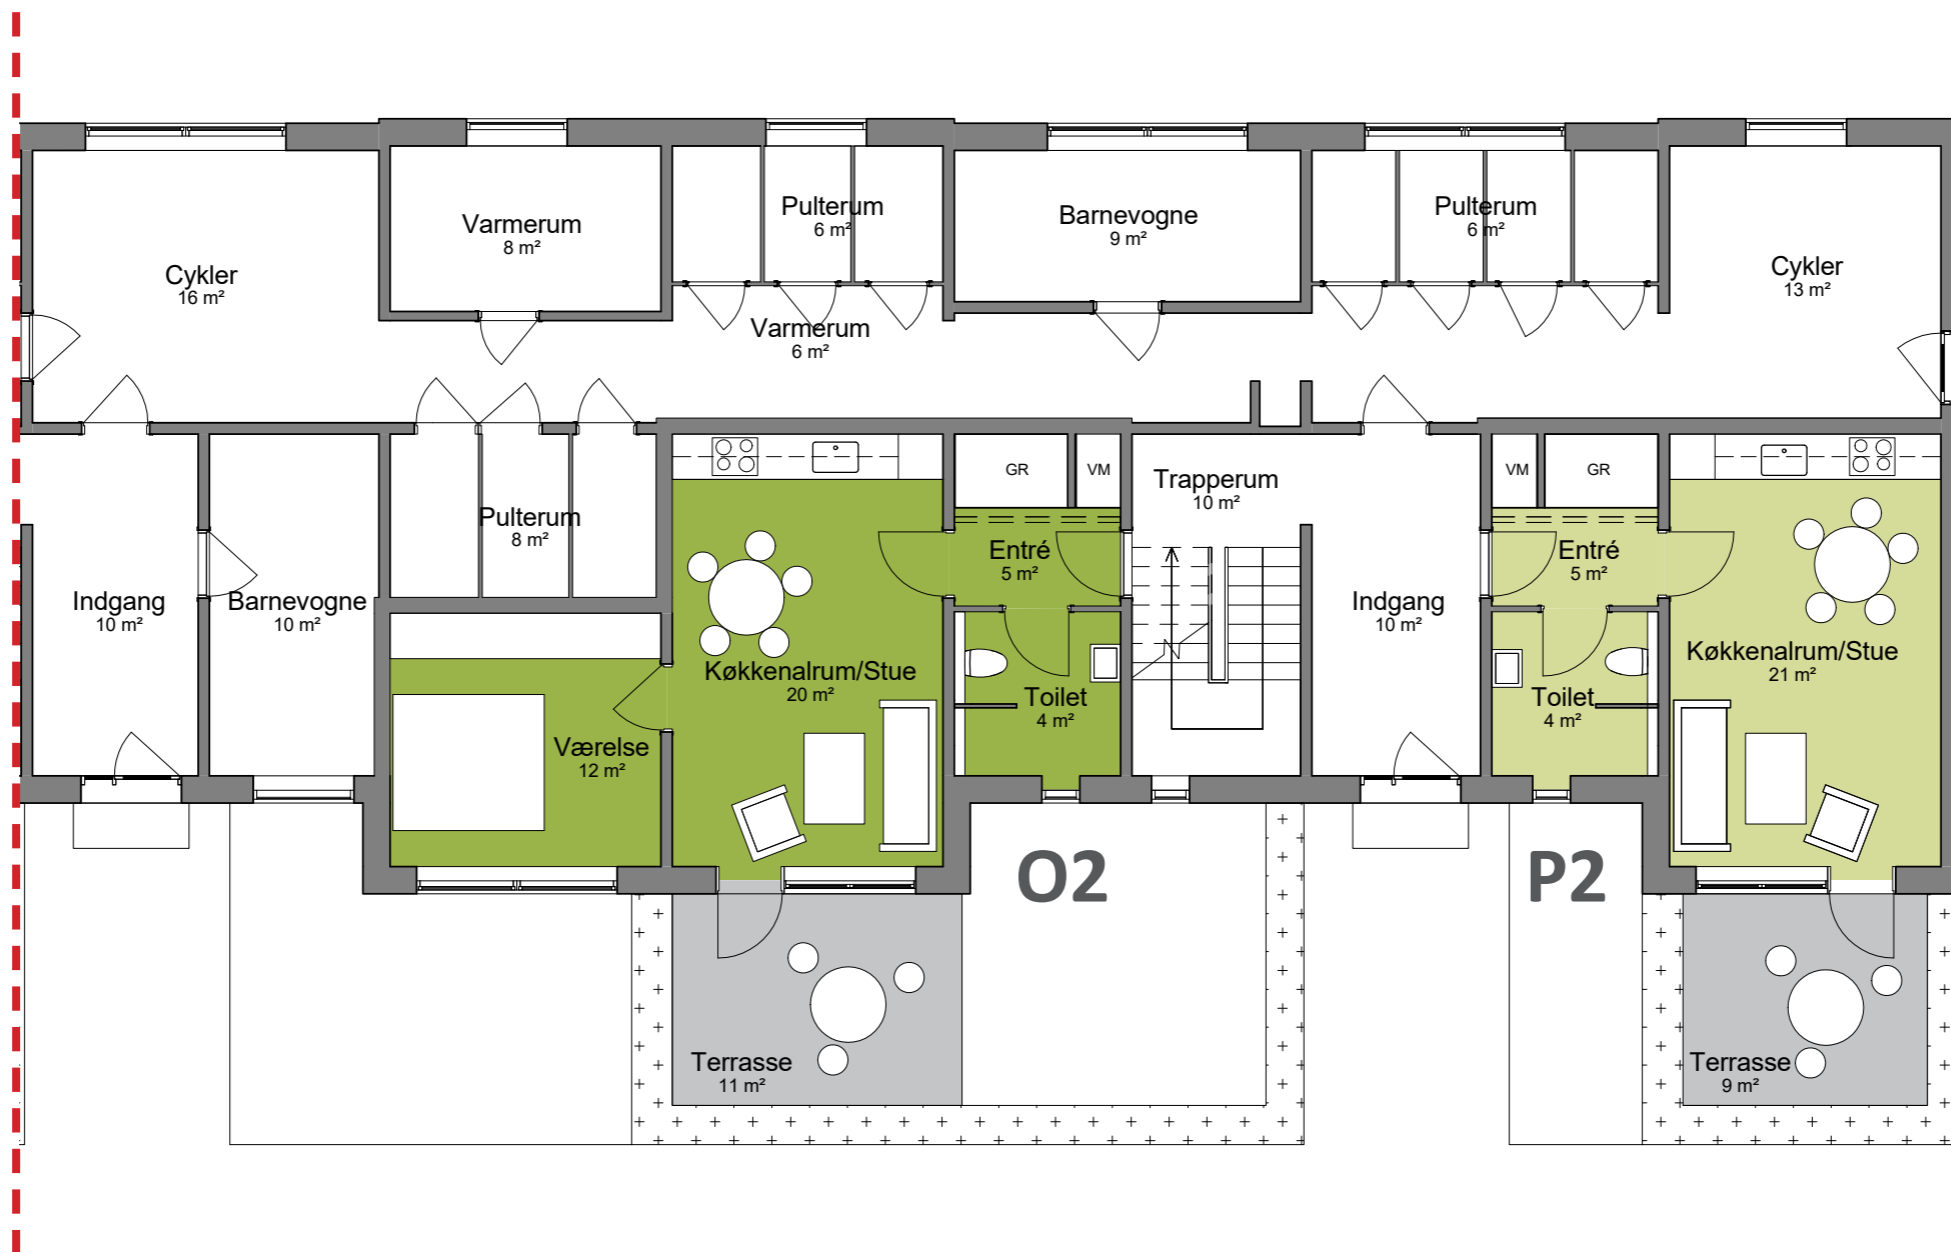 Pulterum
6 m²
Pulterum
6 m²
Barnevogne
9 m²
Varmerum
8 m²
Cykler
16 m²
Cykler
13 m²
Varmerum
6 m²
GR
VM
VM
GR
Trapperum
10 m²
Pulterum
8 m²
Entré
5 m²
Entré
5 m²
Indgang
10 m²
Barnevogne
10 m²
Indgang
10 m²
Køkkenalrum/Stue
20 m²
Køkkenalrum/Stue
21 m²
Toilet
4 m²
Toilet
4 m²
Værelse
12 m²
O2
P2
Terrasse
11 m²
Terrasse
9 m²